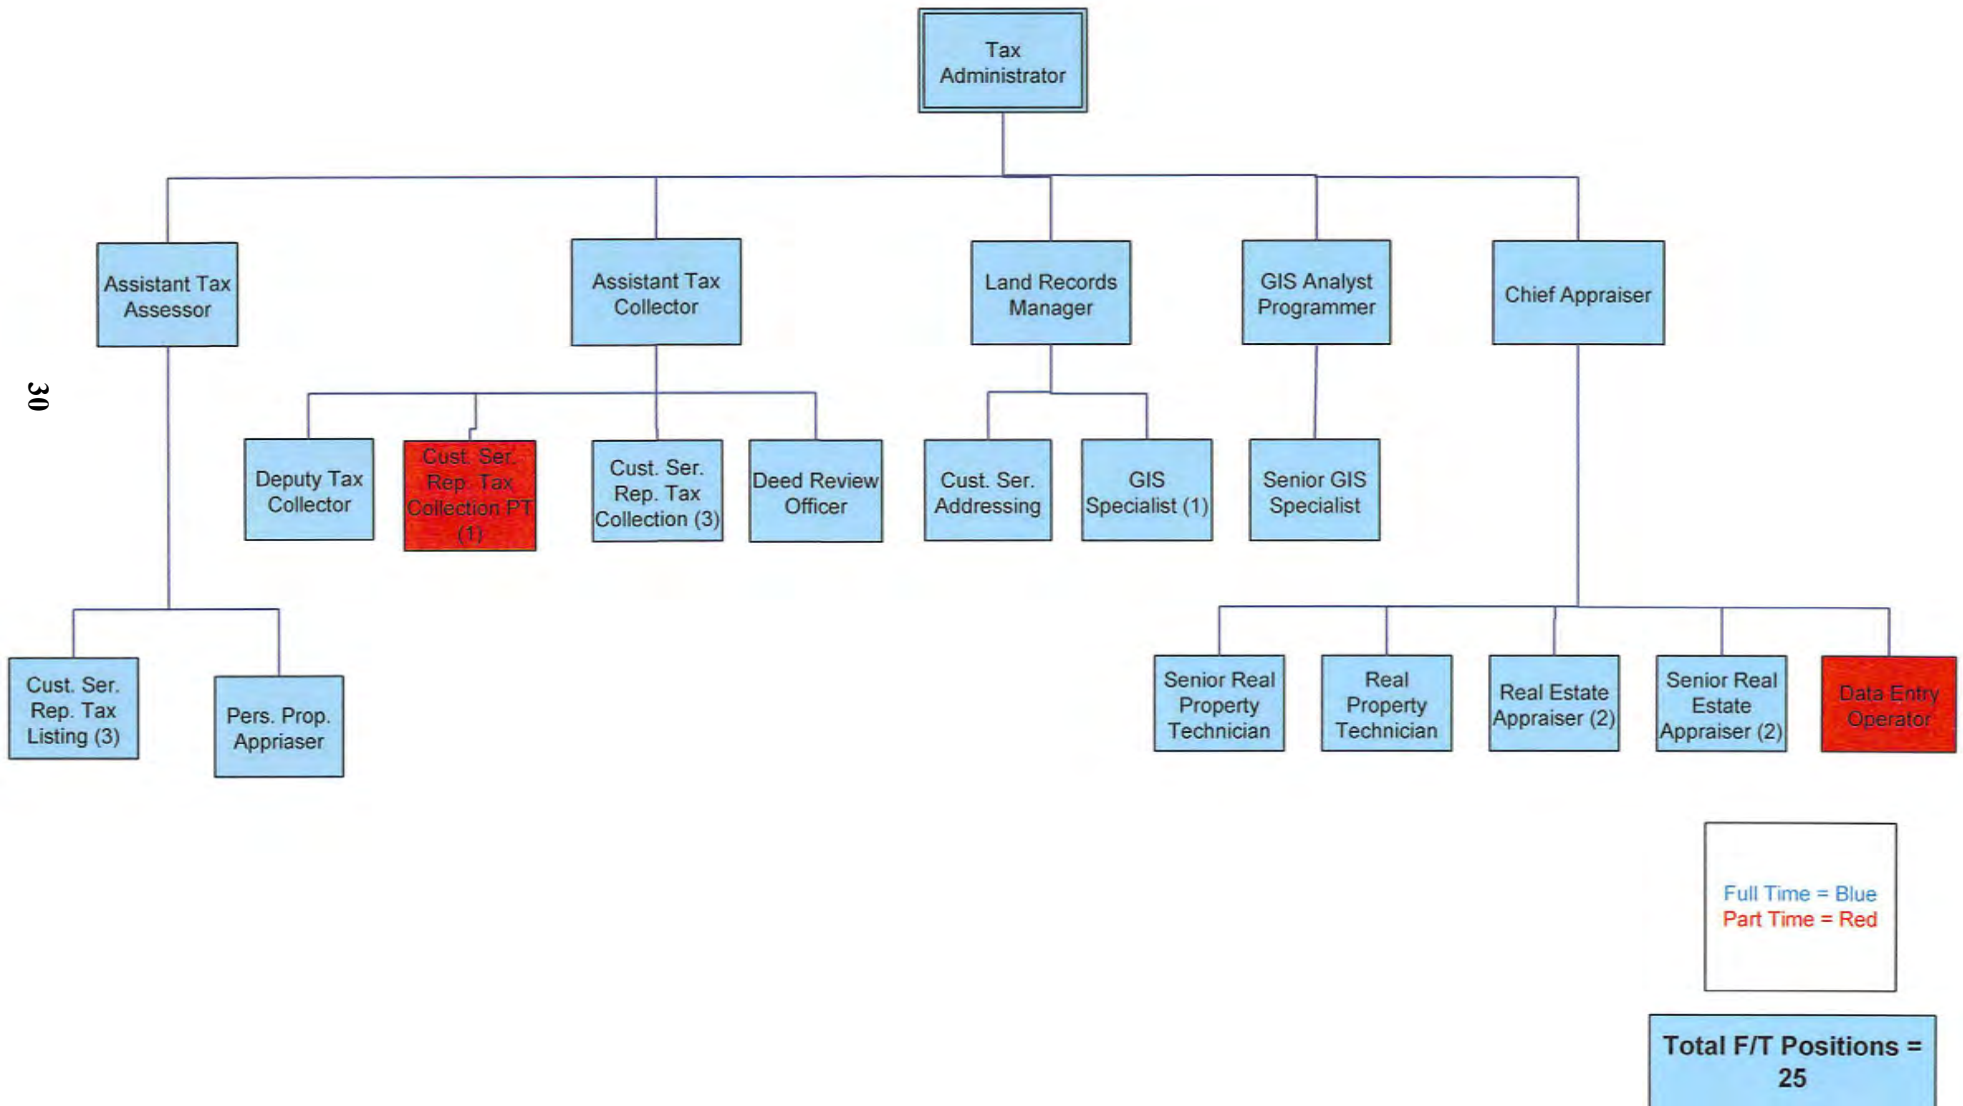 Tax
Administrator
Assistant Tax
Assessor
Assistant Tax
Collector
Land Records
Manager
GIS Analyst
Programmer
Chief Appraiser
30
Deputy Tax
Collector
Cust. Ser.
Rep. Tax
Collection PT
(1)
Cust. Ser.
Rep. Tax
Collection (3)
Deed Review
Officer
Cust. Ser.
Addressing
GIS
Specialist (1)
Senior GIS
Specialist
Cust. Ser.
Rep. Tax
Listing (3)
Pers. Prop.
Appriaser
Senior Real
Property
Technician
Real
Property
Technician
Real Estate
Appraiser (2)
Senior Real
Estate
Appraiser (2)
Data Entry
Operator
Full Time = Blue
Part Time = Red
Total F/T Positions =
25